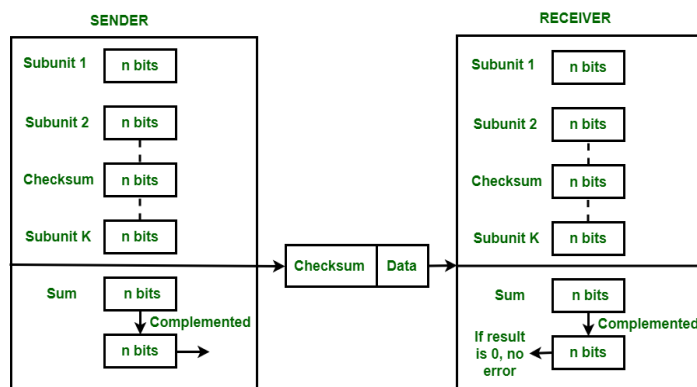 SENDER
Subunit 1
n bits
Subunit 2
n bits
Checksum
n bits
Subunit K
n bits
Sum
n bits
Complemented
n bits
Checksum
Data
RECEIVER
Subunit 1
n bits
Subunit 2
n bits
Checksum
n bits
Subunit K
n bits
Sum
n bits
Complemented
If result
is 0, no
error
n bits